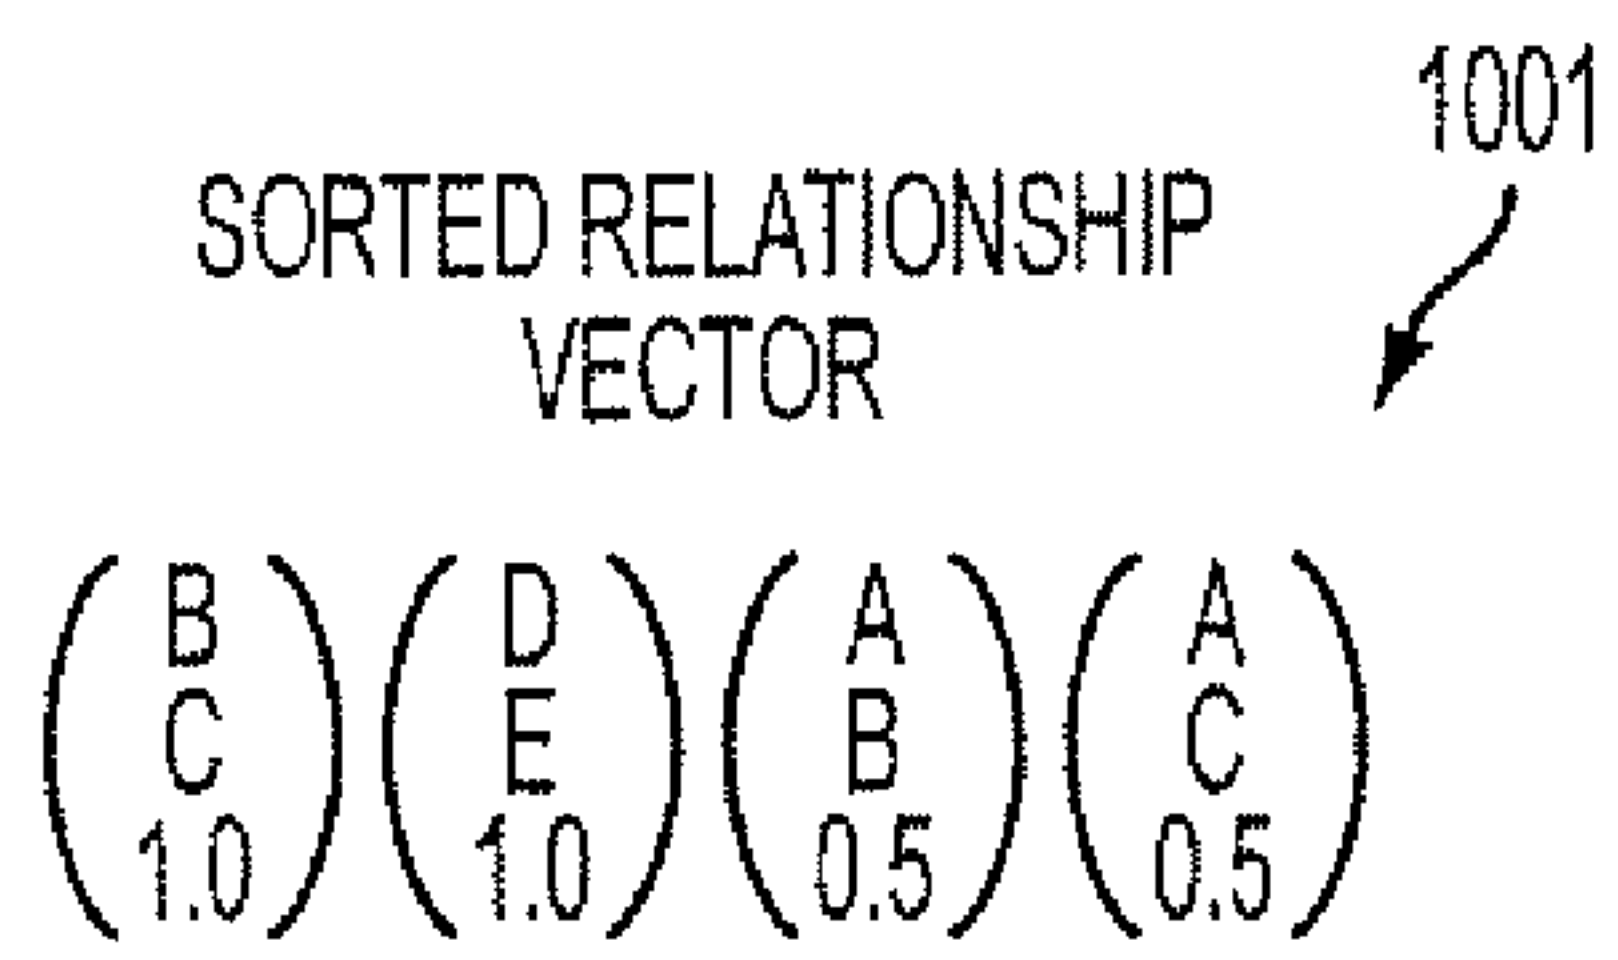 1001
SORTED RELATIONSHIP
VECTOR
B D A A
C E B C
1.0 1.0 0.5 0.5